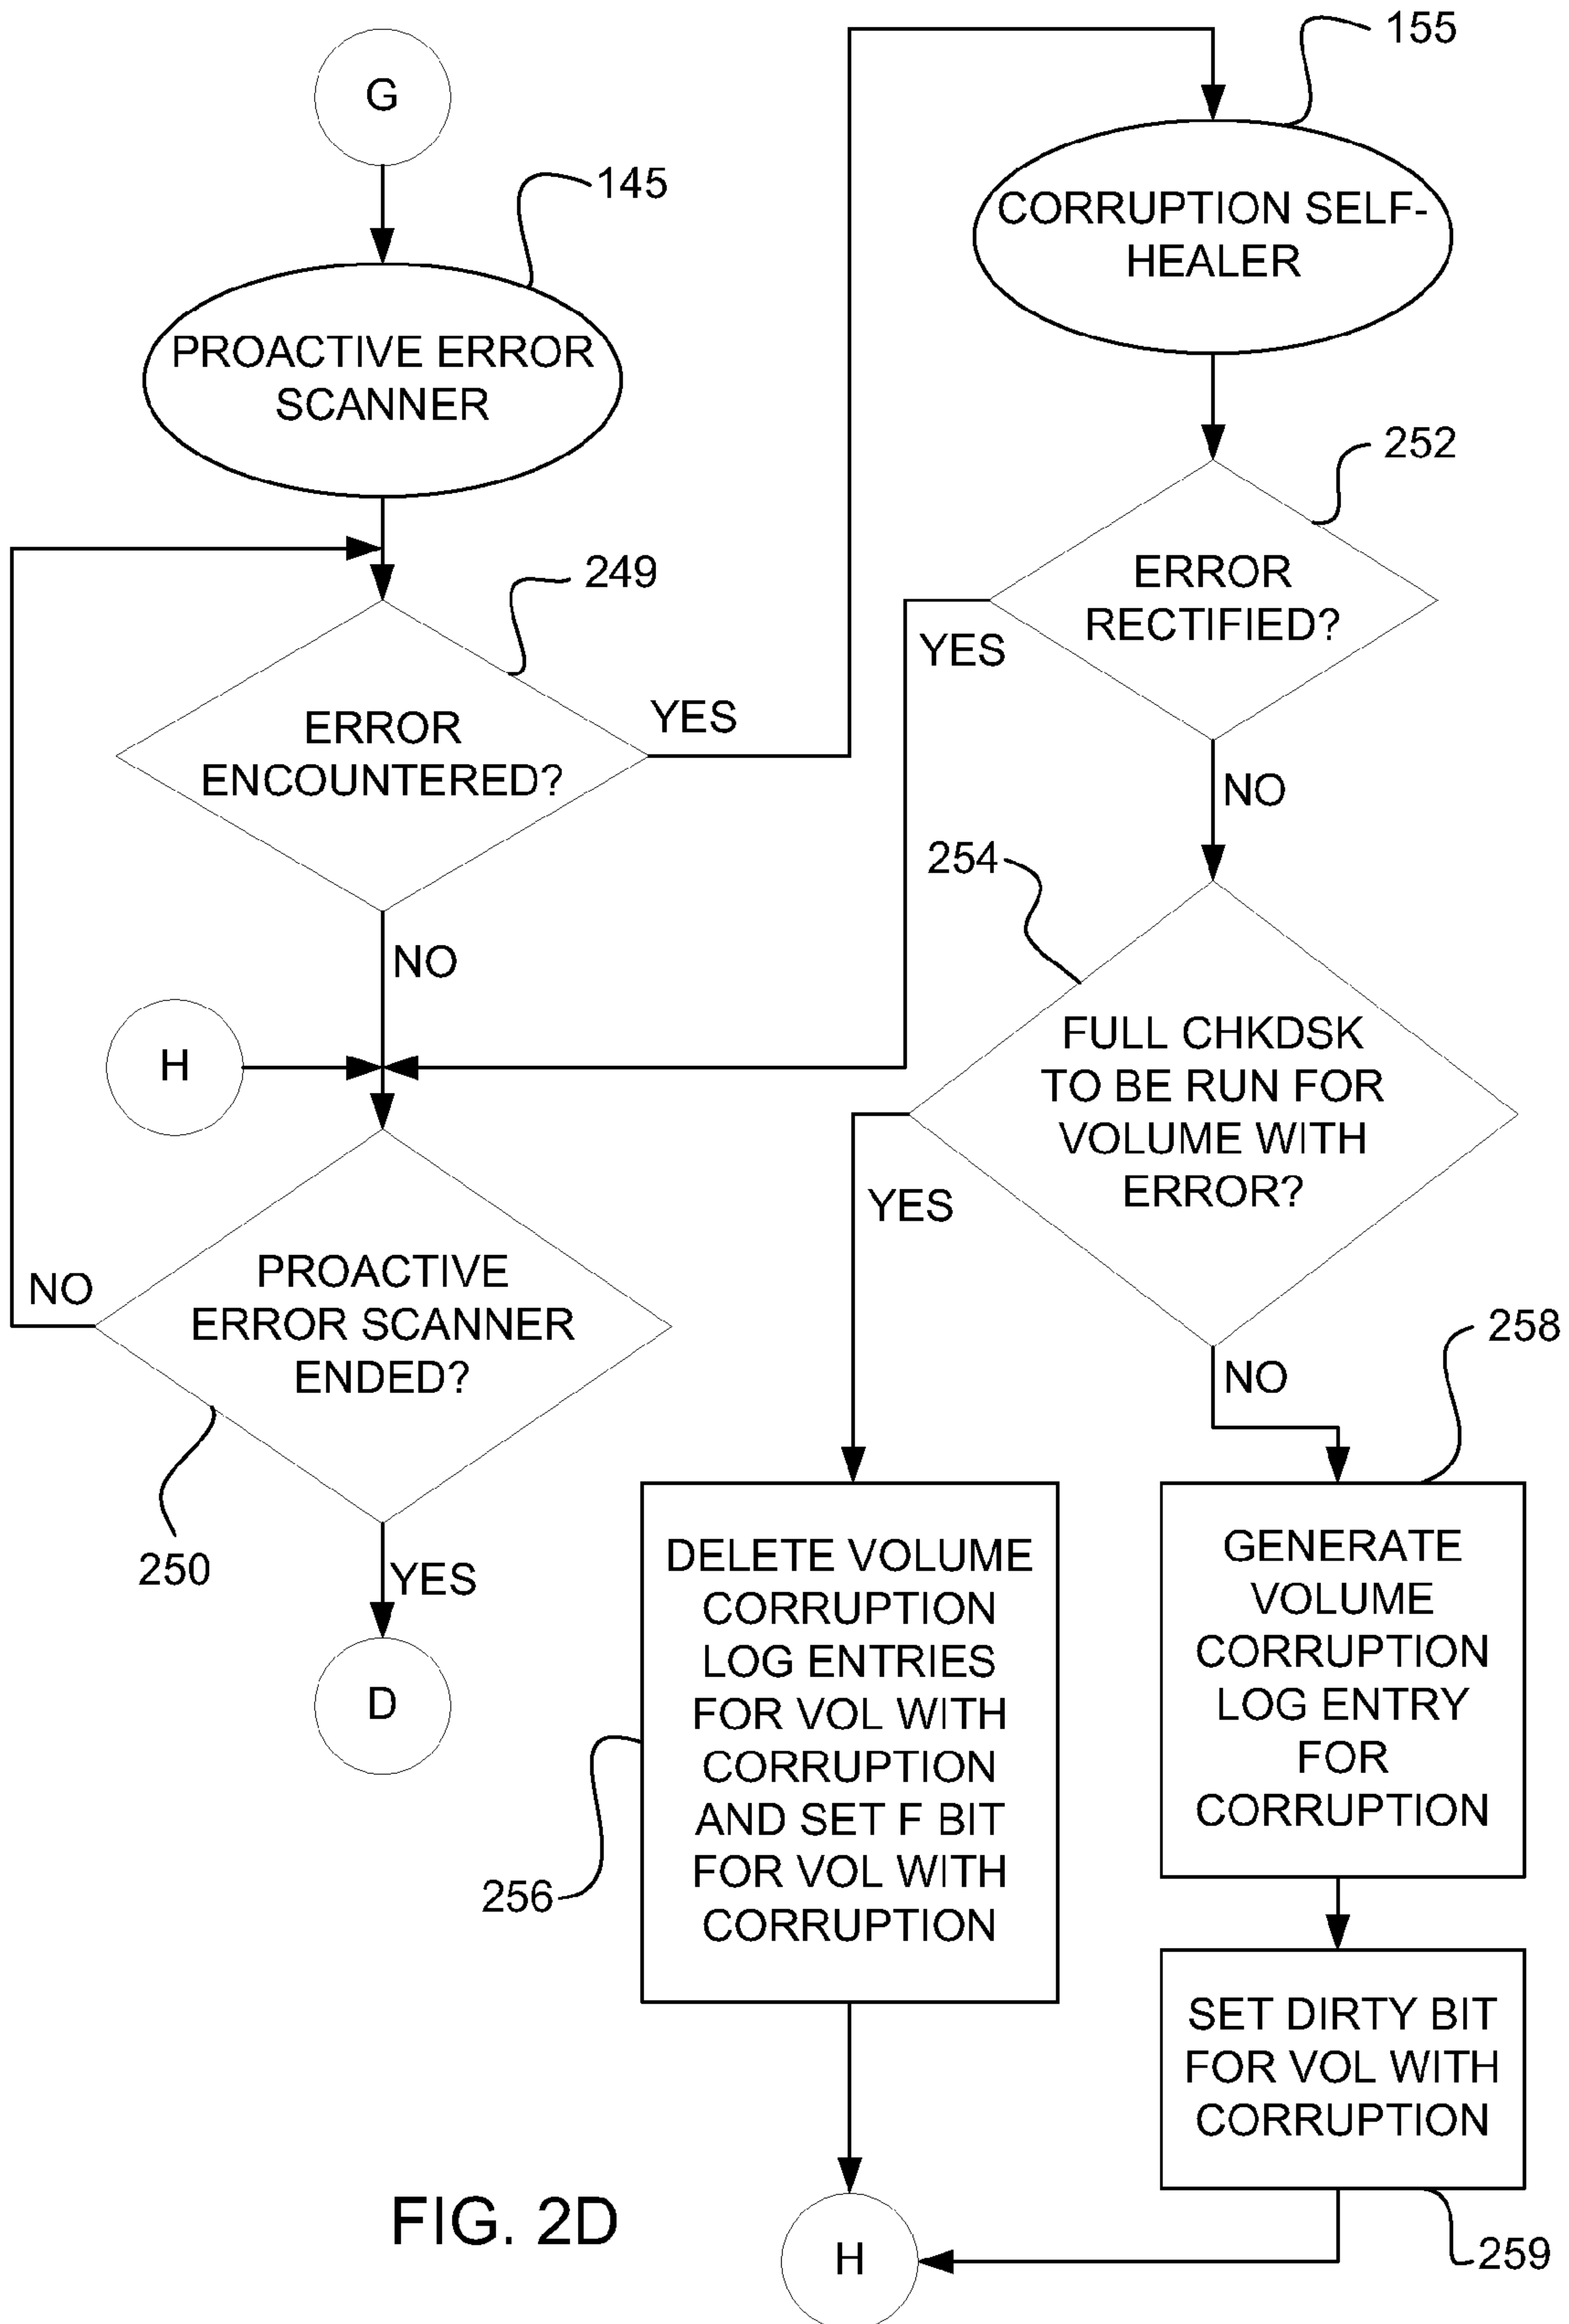 G
145
PROACTIVE ERROR
SCANNER
249
ERROR
ENCOUNTERED?
YES
NO
H
PROACTIVE
ERROR SCANNER
ENDED?
NO
250
YES
D
155
CORRUPTION SELF-
HEALER
252
ERROR
RECTIFIED?
YES
NO
254
FULL CHKDSK
TO BE RUN FOR
VOLUME WITH
ERROR?
YES
NO
258
DELETE VOLUME
CORRUPTION
LOG ENTRIES
FOR VOL WITH
CORRUPTION
AND SET F BIT
FOR VOL WITH
CORRUPTION
256
GENERATE
VOLUME
CORRUPTION
LOG ENTRY
FOR
CORRUPTION
SET DIRTY BIT
FOR VOL WITH
CORRUPTION
259
H
FIG. 2D